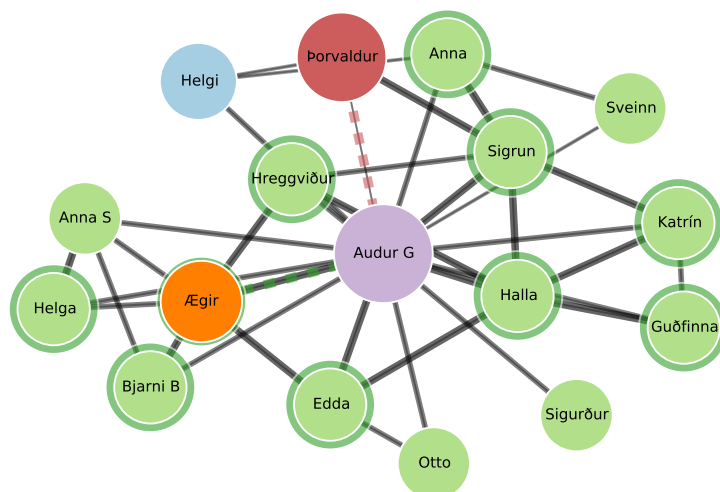 Þorvaldur
Anna
Helgi
Sveinn
Sigrun
Hreggviður
Anna S
Katrín
Audur G
Halla
Ægir
Helga
Guðfinna
Bjarni B
Edda
Sigurður
Otto